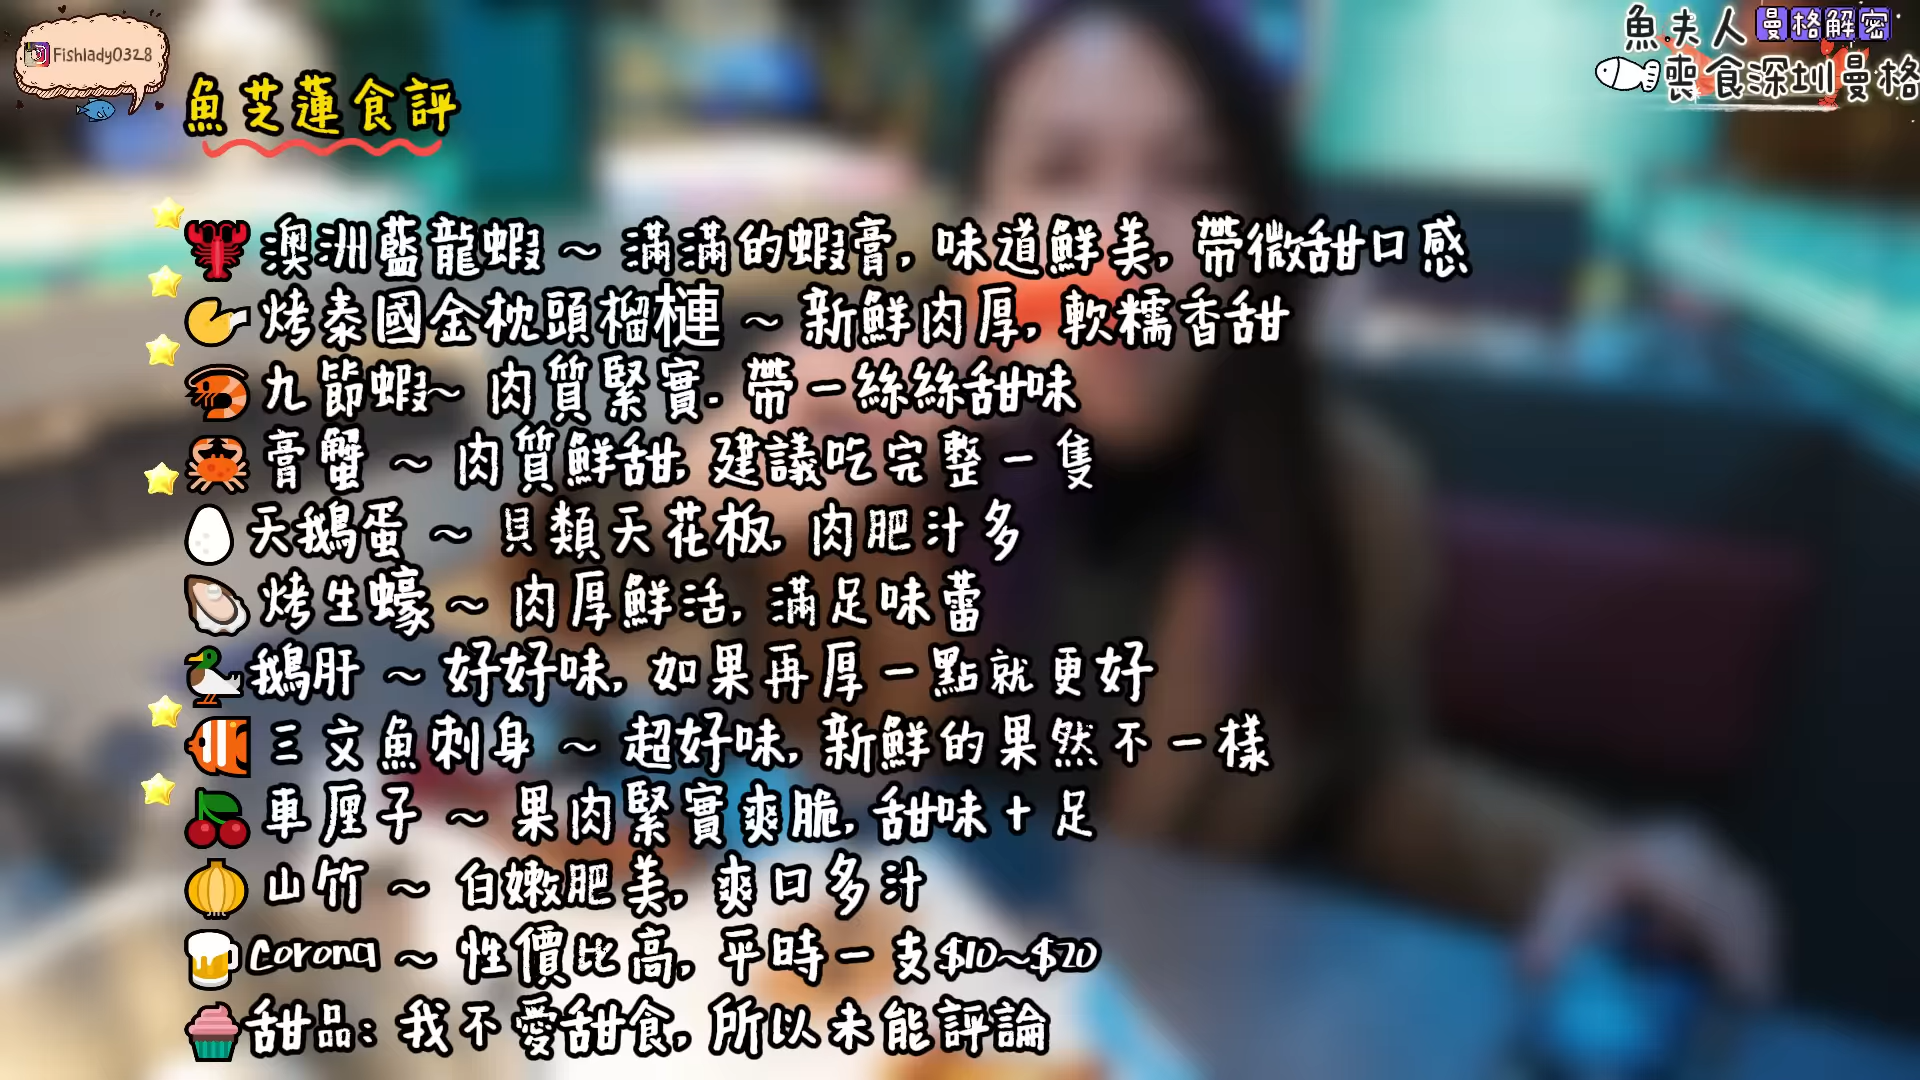 Fishlady0328
魚夫人 曼格解密
喪食深圳曼格
魚芝蓮食評
澳洲藍龍蝦 ~ 滿滿的蝦膏, 味道鮮美, 帶微甜口感
烤泰國金枕頭榴槤 ~ 新鮮肉厚, 軟糯香甜
九節蝦~ 肉質緊實. 帶一絲絲甜味
膏蟹 ~ 肉質鮮甜, 建議吃完整一隻
天鵝蛋 ~ 貝類天花板, 肉肥汁多
烤生蠔 ~ 肉厚鮮活, 滿足味蕾
鵝肝 ~ 好好味, 如果再厚一點就更好
三文魚刺身 ~ 超好味, 新鮮的果然不一樣
車厘子 ~ 果肉緊實爽脆, 甜味十足
山竹 ~ 白嫩肥美, 爽口多汁
Corona ~ 性價比高, 平時一支$10~$20
甜品: 我不愛甜食, 所以未能評論